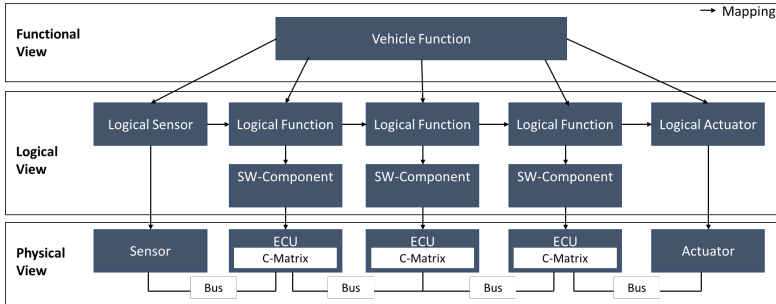 Mapping
Functional
View
Vehicle Function
Logical
View
Logical Sensor
Logical Function
Logical Function
Logical Function
Logical Actuator
SW-Component
SW-Component
SW-Component
Physical
View
Sensor
ECU
C-Matrix
ECU
C-Matrix
ECU
C-Matrix
Actuator
Bus
Bus
Bus
Bus